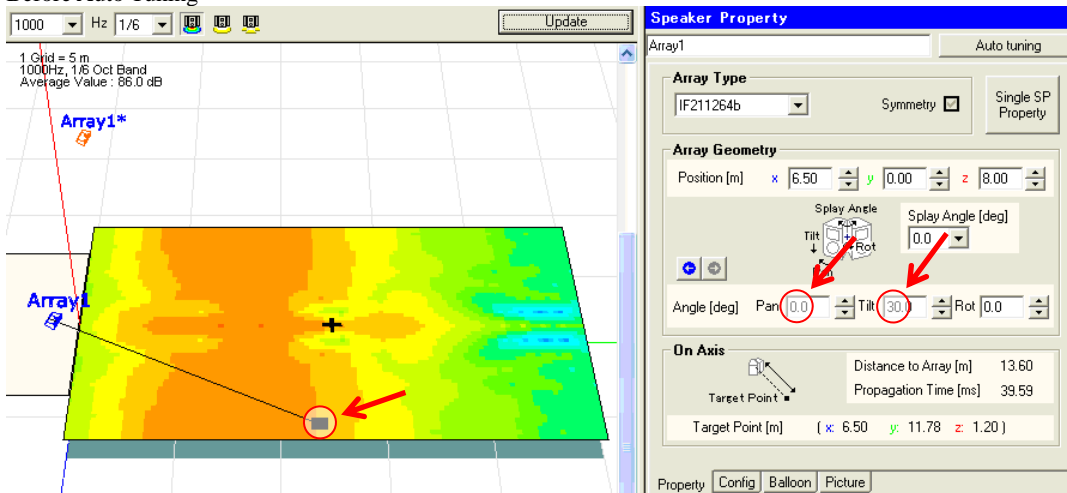 Before Auto Tuning
1000 Hz 1/6 Update
1 Grid = 5 m
1000Hz, 1/6 Oct Band
Average Value : 86.0 dB
Array1*
Array1
Speaker Property
Array1 Auto tuning
Array Type
IF211264b Symmetry Single SP Property
Array Geometry
Position [m] x 6.50 y 0.00 z 8.00
Splay Angle
Tilt Rot
Splay Angle [deg]
0.0
Angle [deg] Pan 0.0 Tilt 30.0 Rot 0.0
On Axis
Target Point
Distance to Array [m] 13.60
Propagation Time [ms] 39.59
Target Point [m] ( x: 6.50 y: 11.78 z: 1.20 )
Property Config Balloon Picture